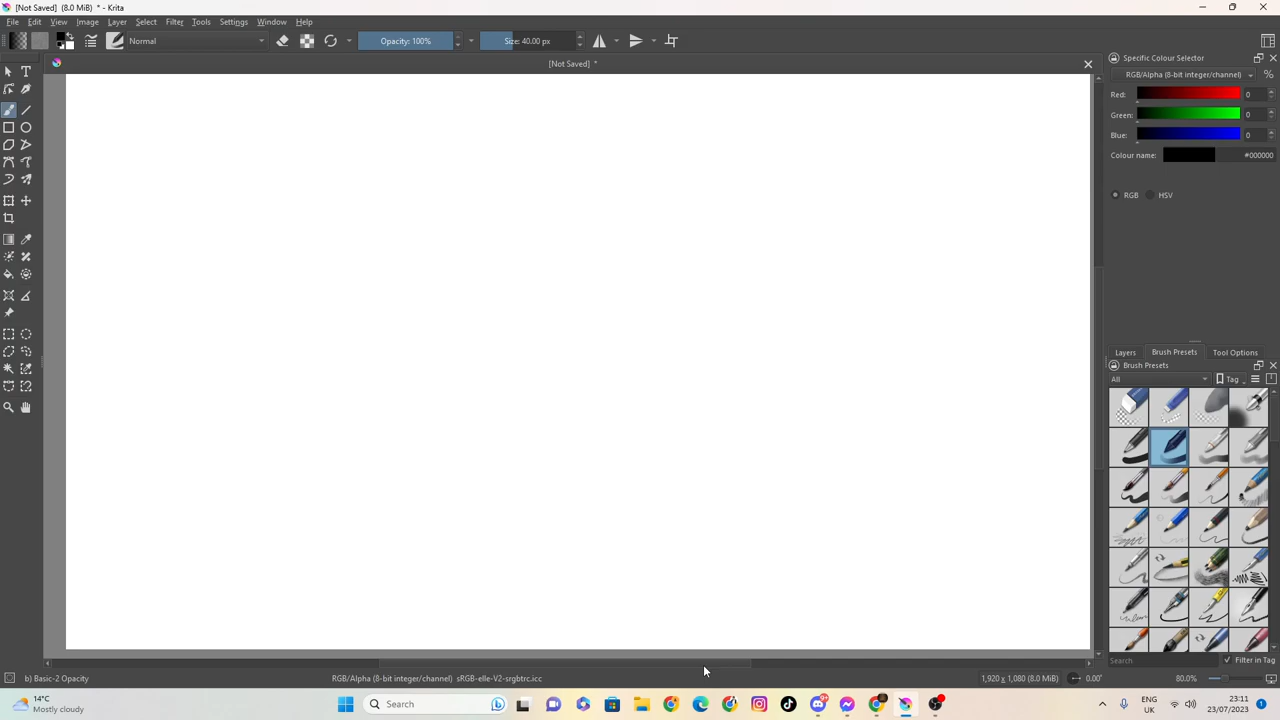 [Not Saved] (8.0 MiB) * - Krita
File Edit View Image Layer Select Filter Tools Settings Window Help
Normal Opacity: 100% Size: 40.00 px
[Not Saved] *
Specific Colour Selector
RGB/Alpha (8-bit integer/channel) %
Red: 0
Green: 0
Blue: 0
Colour name: #000000
RGB HSV
Layers Brush Presets Tool Options
Brush Presets
All Tag
Search Filter in Tag
b) Basic-2 Opacity RGB/Alpha (8-bit integer/channel) sRGB-elle-V2-srgbtrc.icc 1,920 x 1,080 (8.0 MiB) 0.00° 80.0%
14°C
Mostly cloudy
Search
ENG
UK
23:11
23/07/2023